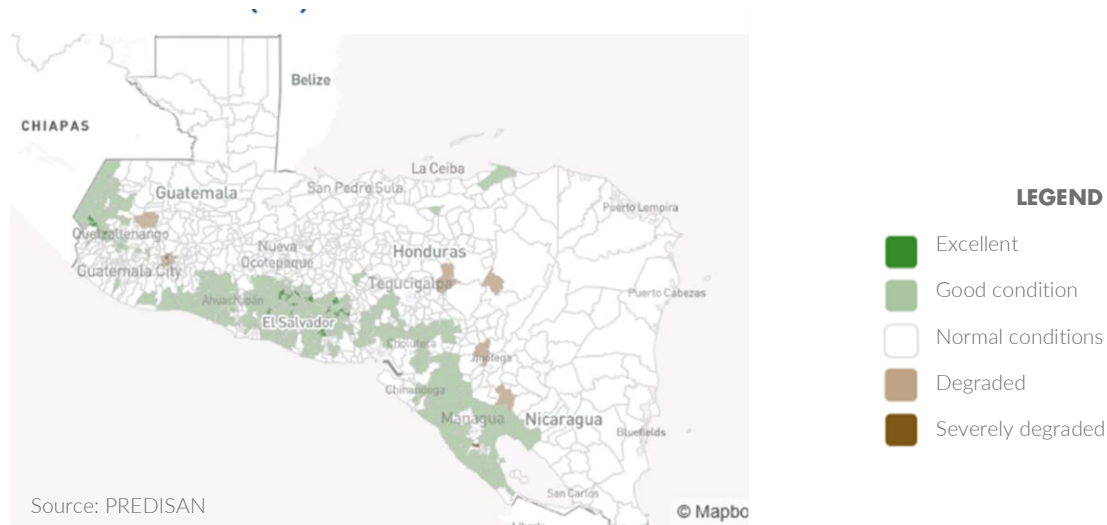 Belize
CHIAPAS
La Ceiba
Guatemala
San Pedro Sula
Puerto Lempira
Quetzaltenango
Nueva
Ocotepeque
Honduras
Guatemala City
Tegucigalpa
Ahuachapán
Puerto Cabezas
El Salvador
Choluteca
Jinotega
Chinandega
Managua
Nicaragua
Bluefields
San Carlos
Liberia
Source: PREDISAN
© Mapbo
LEGEND
Excellent
Good condition
Normal conditions
Degraded
Severely degraded